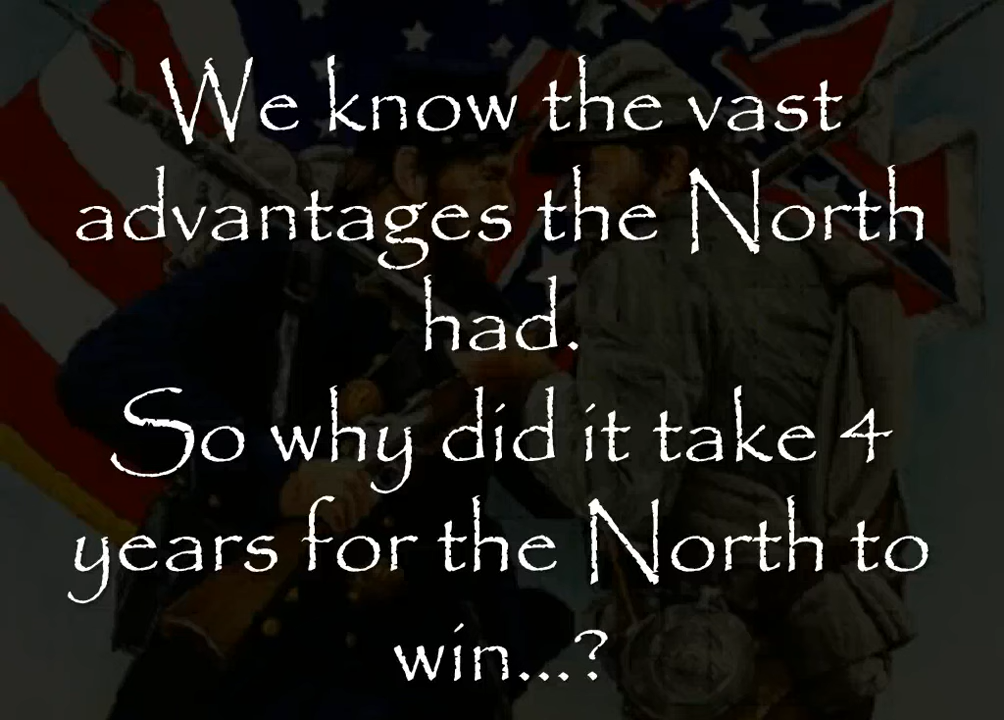 We know the vast
advantages the North
had.
So why did it take 4
years for the North to
win...?